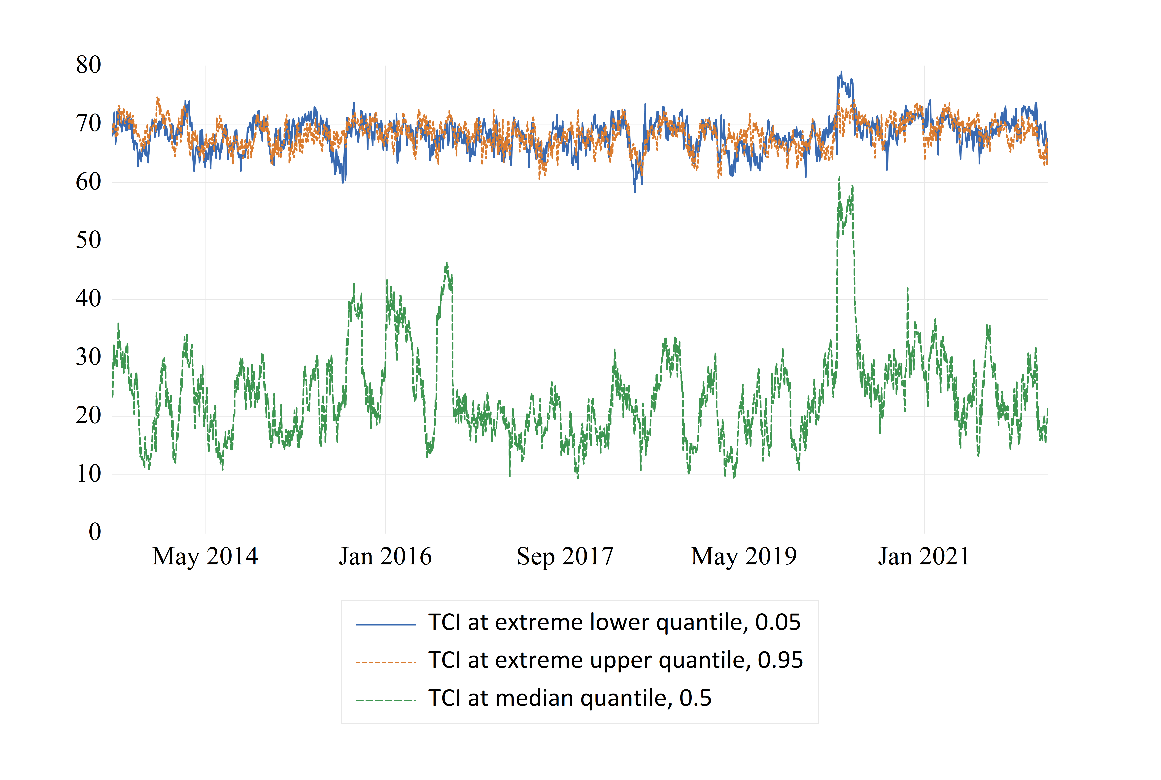 80
70
60
50
40
30
20
10
0
May 2014 Jan 2016 Sep 2017 May 2019 Jan 2021
TCI at extreme lower quantile, 0.05
TCI at extreme upper quantile, 0.95
TCI at median quantile, 0.5